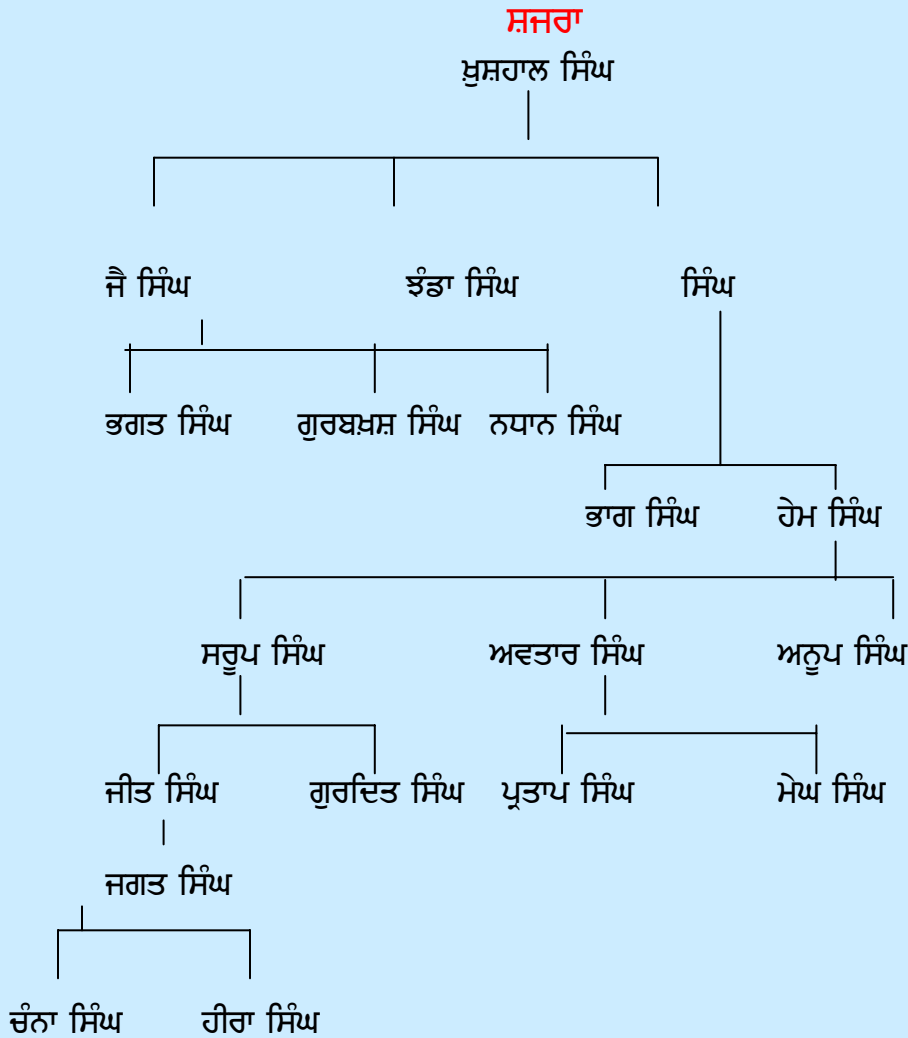 ਸ਼ਜਰਾ
ਖ਼ੁਸ਼ਹਾਲ ਸਿੰਘ
ਜੈ ਸਿੰਘ ਝੰਡਾ ਸਿੰਘ ਸਿੰਘ
ਭਗਤ ਸਿੰਘ ਗੁਰਬਖ਼ਸ਼ ਸਿੰਘ ਨਧਾਨ ਸਿੰਘ
ਭਾਗ ਸਿੰਘ ਹੇਮ ਸਿੰਘ
ਸਰੂਪ ਸਿੰਘ ਅਵਤਾਰ ਸਿੰਘ ਅਨੂਪ ਸਿੰਘ
ਜੀਤ ਸਿੰਘ ਗੁਰਦਿਤ ਸਿੰਘ ਪ੍ਰਤਾਪ ਸਿੰਘ ਮੇਘ ਸਿੰਘ
ਜਗਤ ਸਿੰਘ
ਚੰਨਾ ਸਿੰਘ ਹੀਰਾ ਸਿੰਘ